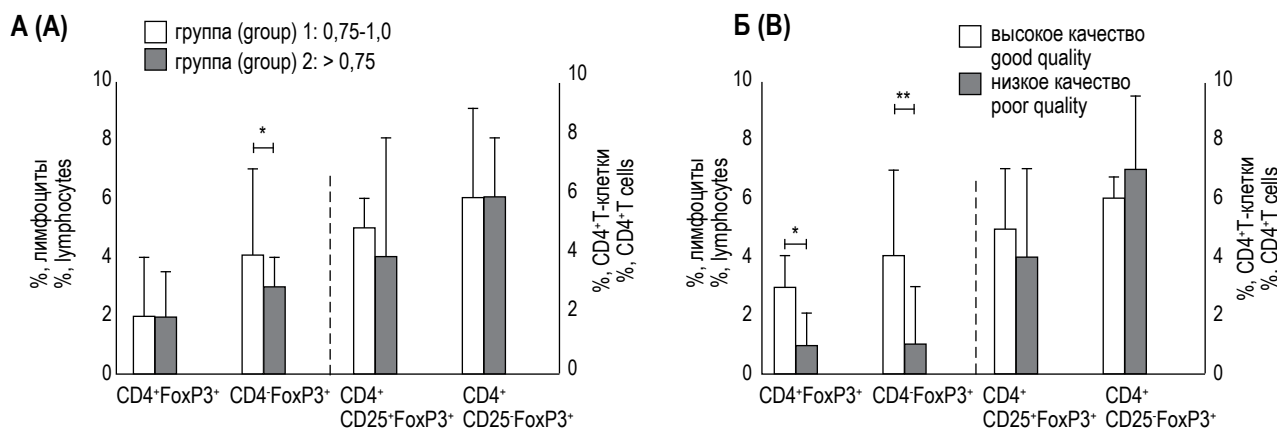 А (A)
группа (group) 1: 0,75-1,0
группа (group) 2: > 0,75
%, лимфоциты
%, lymphocytes
10
8
6
4
2
0
*
10
8
6
4
2
0
%, CD4⁺T-клетки
%, CD4⁺T cells
CD4⁺FoxP3⁺
CD4⁻FoxP3⁺
CD4⁺
CD25⁺FoxP3⁺
CD4⁺
CD25⁻FoxP3⁺
Б (B)
высокое качество
good quality
низкое качество
poor quality
%, лимфоциты
%, lymphocytes
10
8
6
4
2
0
*
**
10
8
6
4
2
0
%, CD4⁺T-клетки
%, CD4⁺T cells
CD4⁺FoxP3⁺
CD4⁻FoxP3⁺
CD4⁺
CD25⁺FoxP3⁺
CD4⁺
CD25⁻FoxP3⁺